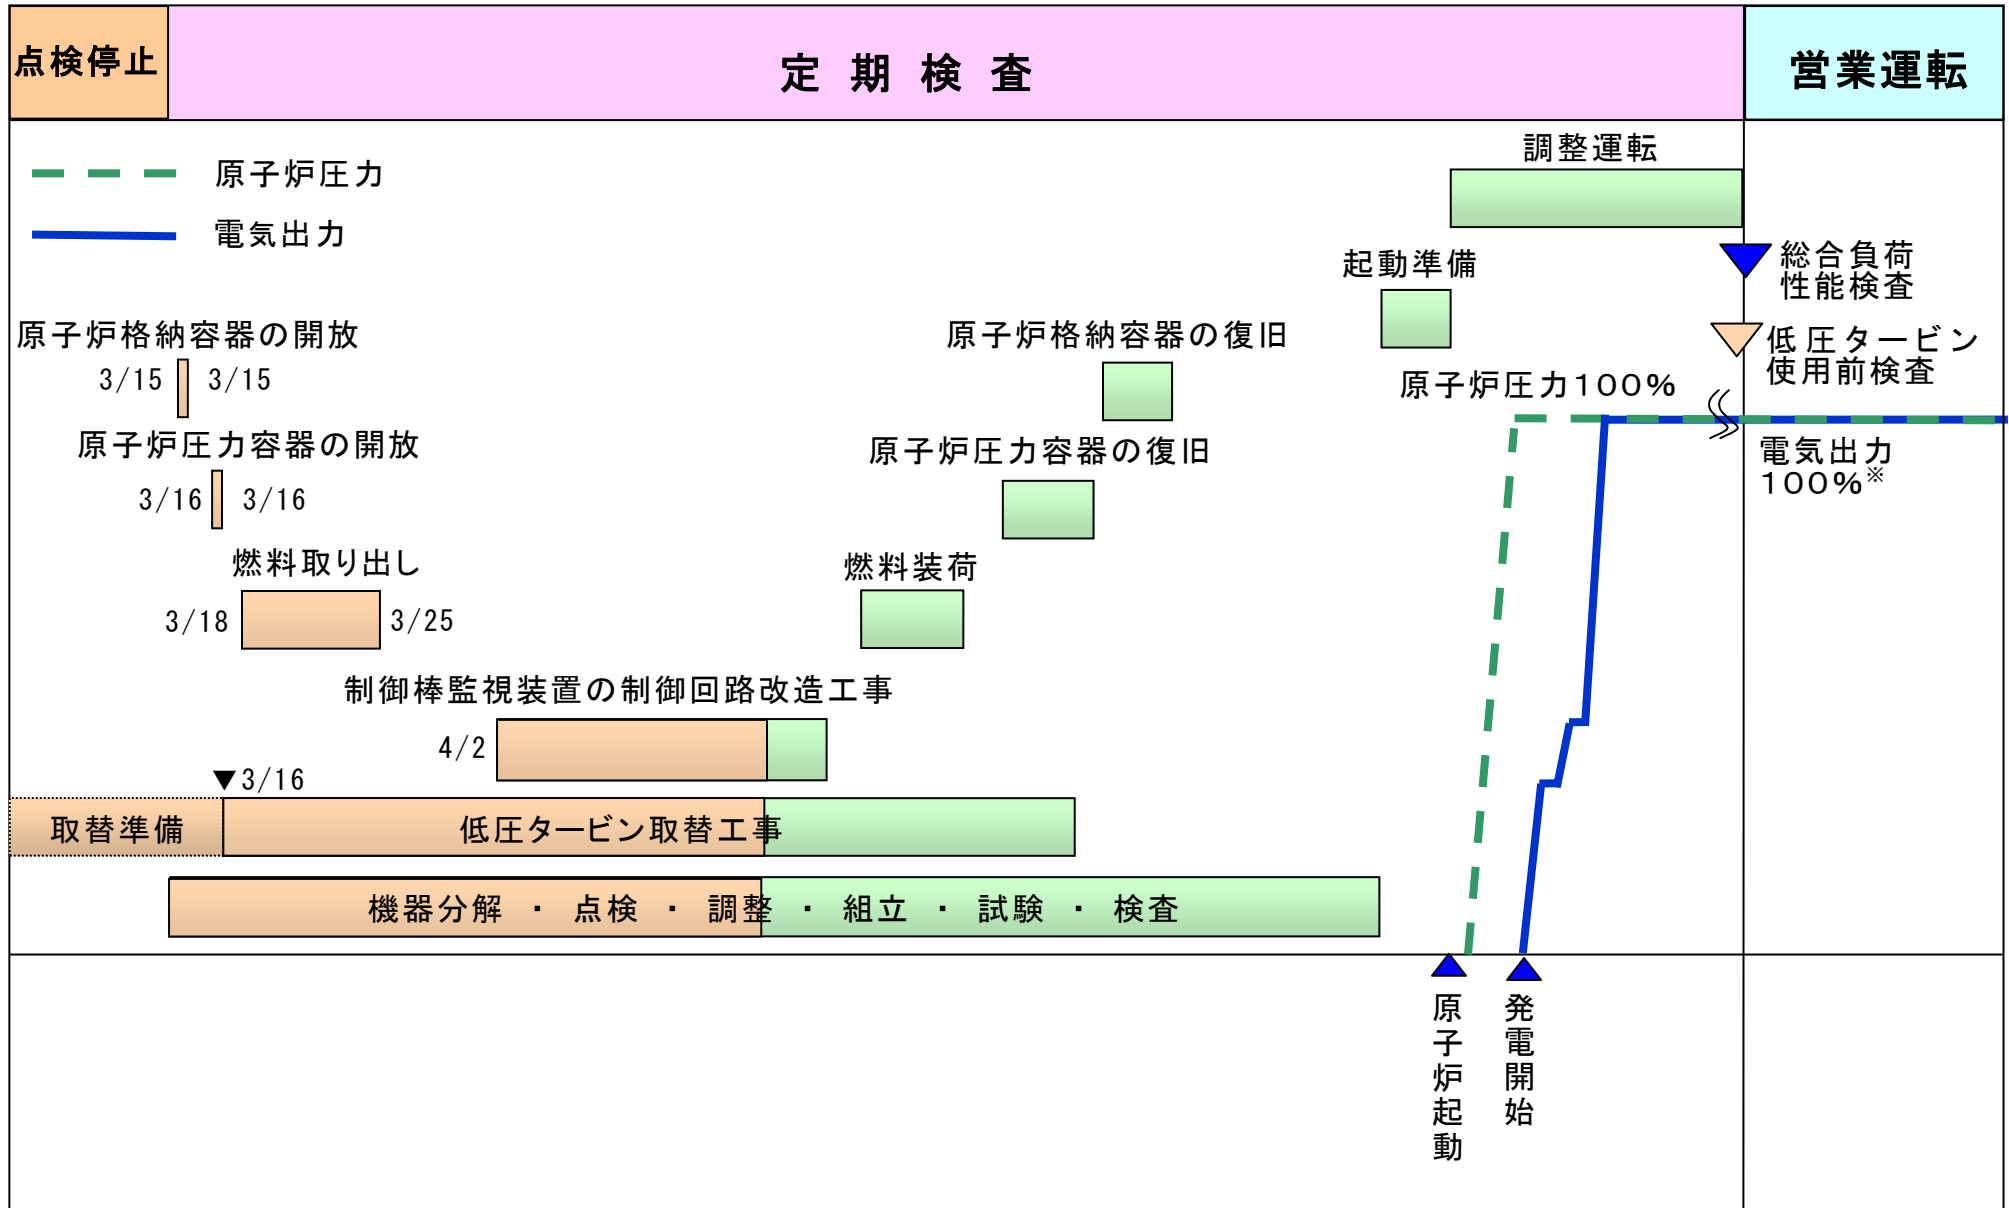 点検停止
定期検査
営業運転
調整運転
原子炉圧力
電気出力
総合負荷
性能検査
起動準備
原子炉格納容器の開放
3/15
3/15
原子炉格納容器の復旧
低圧タービン
使用前検査
原子炉圧力100%
原子炉圧力容器の開放
3/16
3/16
原子炉圧力容器の復旧
電気出力
100%※
燃料取り出し
3/18
3/25
燃料装荷
制御棒監視装置の制御回路改造工事
4/2
▼3/16
取替準備
低圧タービン取替工事
機器分解・点検・調整・組立・試験・検査
原子炉起動
発電開始